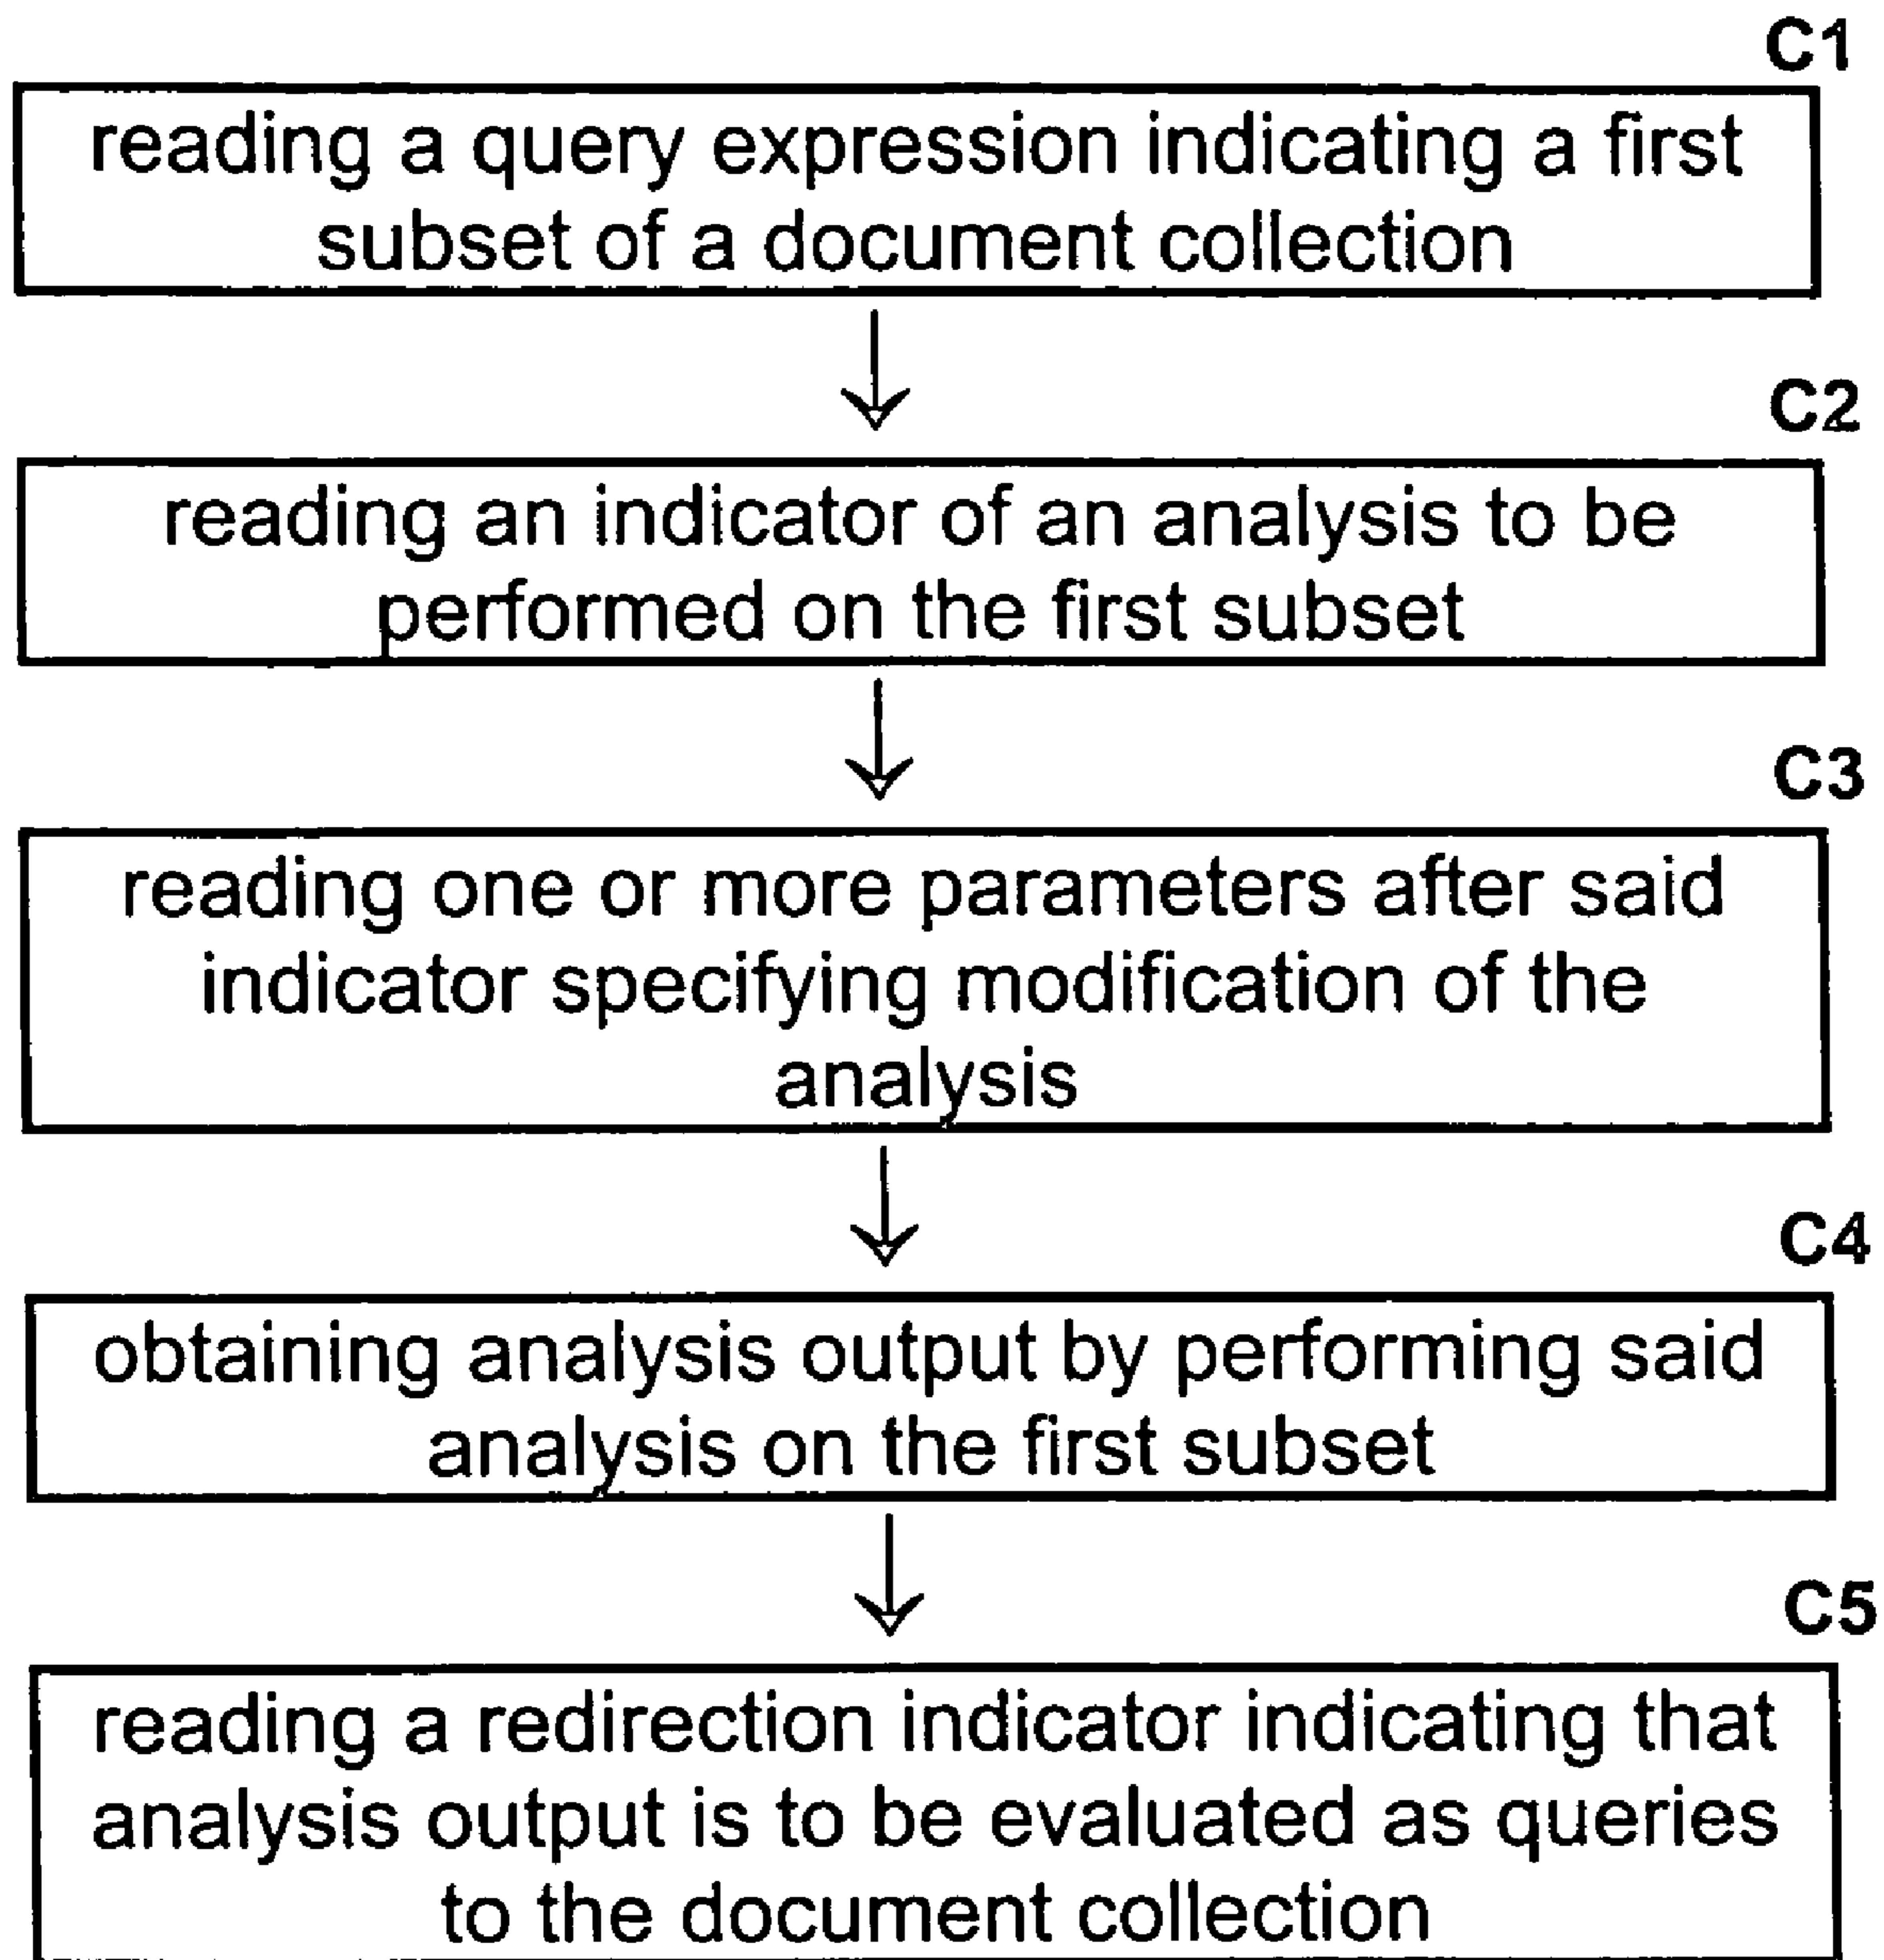 C1
reading a query expression indicating a first
subset of a document collection
C2
reading an indicator of an analysis to be
performed on the first subset
C3
reading one or more parameters after said
indicator specifying modification of the
analysis
C4
obtaining analysis output by performing said
analysis on the first subset
C5
reading a redirection indicator indicating that
analysis output is to be evaluated as queries
to the document collection